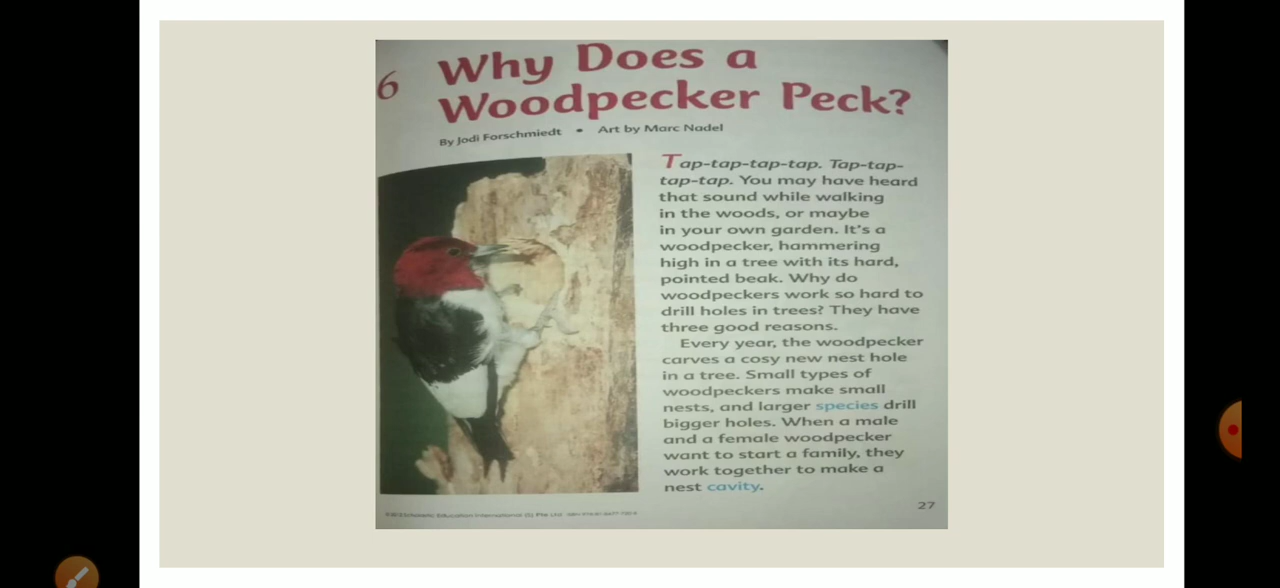 6
Why Does a
Woodpecker Peck?
By Jodi Forschmiedt • Art by Marc Nadel
Tap-tap-tap-tap. Tap-tap-
tap-tap. You may have heard
that sound while walking
in the woods, or maybe
in your own garden. It's a
woodpecker, hammering
high in a tree with its hard,
pointed beak. Why do
woodpeckers work so hard to
drill holes in trees? They have
three good reasons.
Every year, the woodpecker
carves a cosy new nest hole
in a tree. Small types of
woodpeckers make small
nests, and larger species drill
bigger holes. When a male
and a female woodpecker
want to start a family, they
work together to make a
nest cavity.
Scholastic Education International (S) Pte Ltd
27